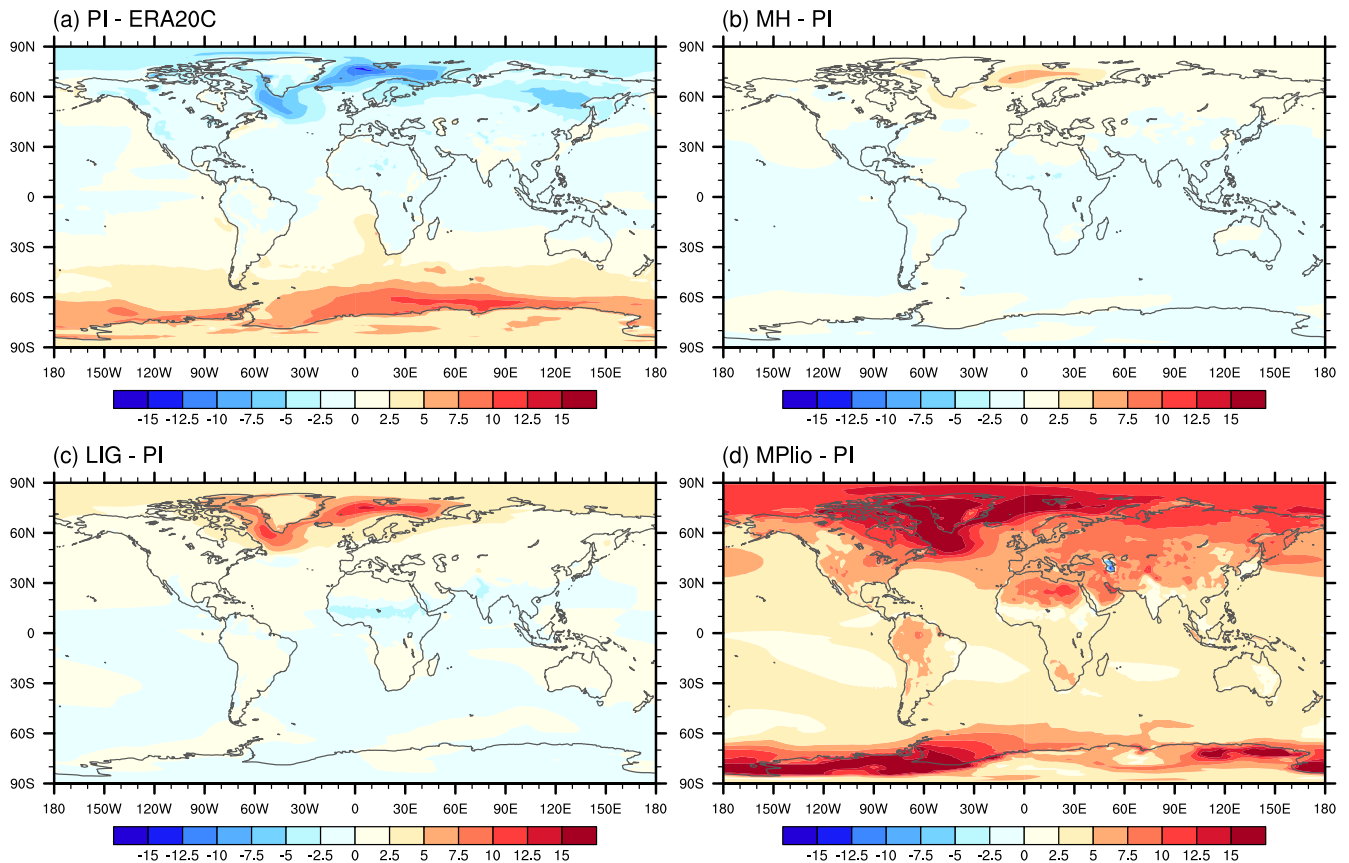 (a) PI - ERA20C
90N
60N
30N
0
30S
60S
90S
180 150W 120W 90W 60W 30W 0 30E 60E 90E 120E 150E 180
-15 -12.5 -10 -7.5 -5 -2.5 0 2.5 5 7.5 10 12.5 15
(b) MH - PI
90N
60N
30N
0
30S
60S
90S
180 150W 120W 90W 60W 30W 0 30E 60E 90E 120E 150E 180
-15 -12.5 -10 -7.5 -5 -2.5 0 2.5 5 7.5 10 12.5 15
(c) LIG - PI
90N
60N
30N
0
30S
60S
90S
180 150W 120W 90W 60W 30W 0 30E 60E 90E 120E 150E 180
-15 -12.5 -10 -7.5 -5 -2.5 0 2.5 5 7.5 10 12.5 15
(d) MPlio - PI
90N
60N
30N
0
30S
60S
90S
180 150W 120W 90W 60W 30W 0 30E 60E 90E 120E 150E 180
-15 -12.5 -10 -7.5 -5 -2.5 0 2.5 5 7.5 10 12.5 15